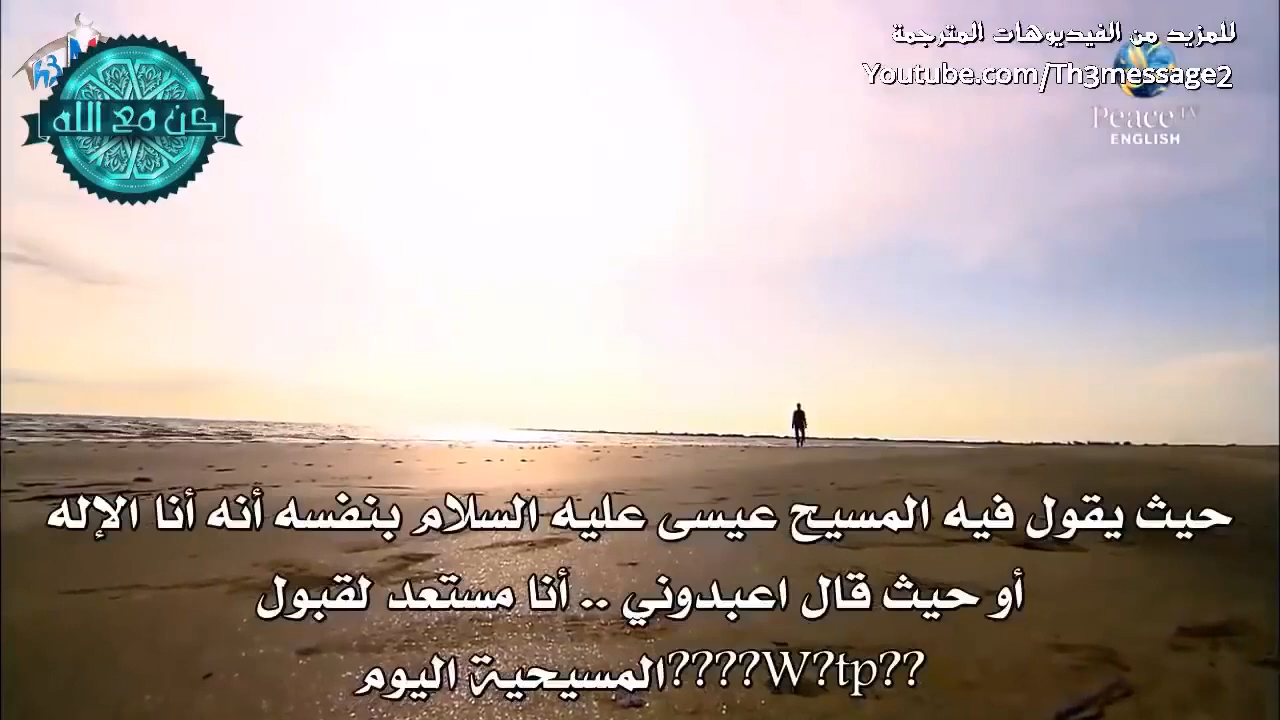 للمزيد من الفيديوهات المترجمة
Youtube.com/Th3message2
كن مع الله
Peace TV
ENGLISH
حيث يقول فيه المسيح عيسى عليه السلام بنفسه أنه أنا الإله
أو حيث قال اعبدوني .. أنا مستعد لقبول
المسيحية اليوم????W?tp??